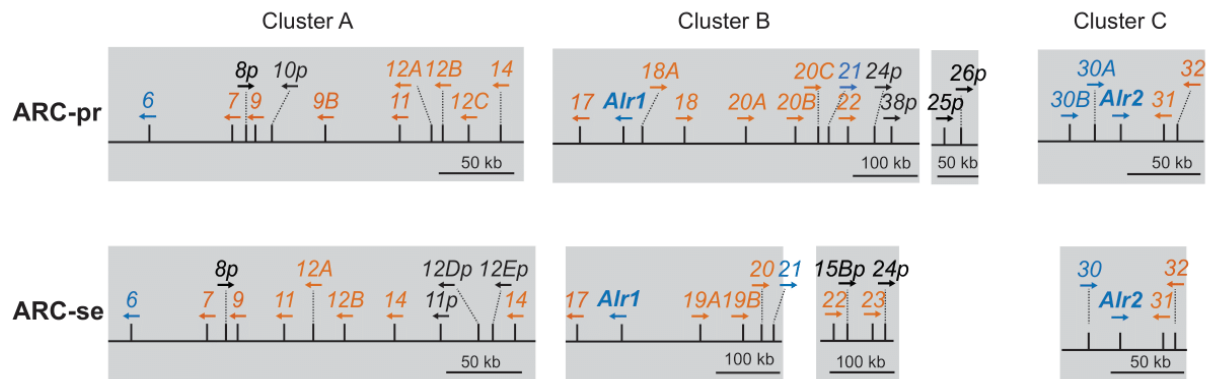 Cluster A Cluster B Cluster C
8p 10p 12A 12B 14 18A 20C 21 24p 26p 30A 32
ARC-pr 6 7 9 9B 11 12C 17 Alr1 18 20A 20B 22 38p 25p 30B Alr2 31
50 kb 100 kb 50 kb 50 kb
8p 12A 12Dp 12Ep 20 21 15Bp 24p 30 32
ARC-se 6 7 9 11 12B 14 11p 14 17 Alr1 19A 19B 22 23 Alr2 31
50 kb 100 kb 100 kb 50 kb